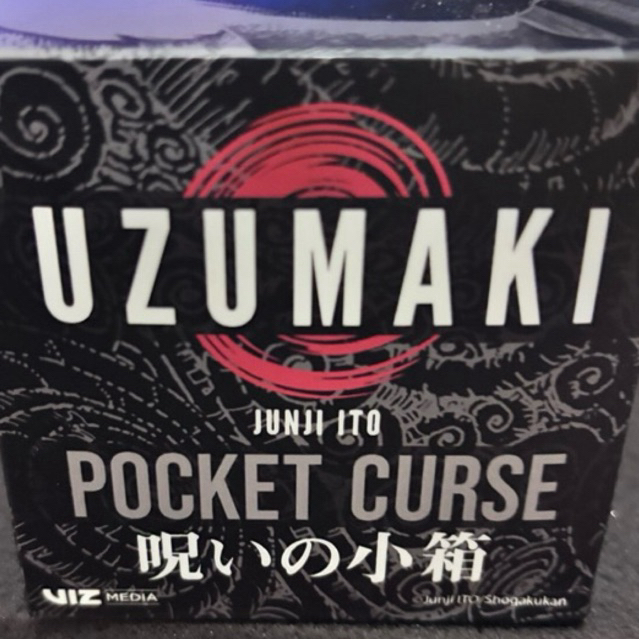 UZUMAKI
JUNJI ITO
POCKET CURSE
呪いの小箱
VIZ MEDIA
©Junji ITO/Shogakukan